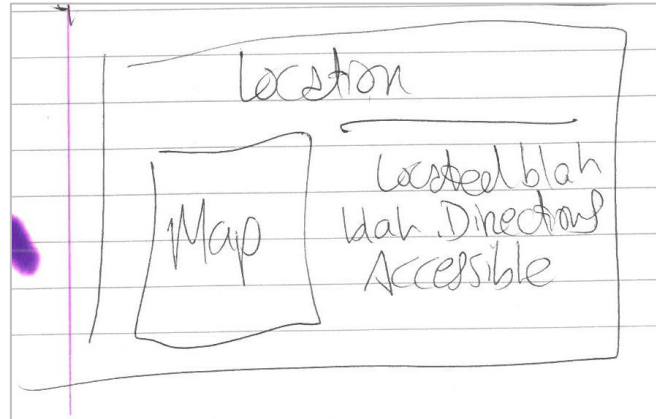 Location
Map
Located blah
blah. Directions
Accessible